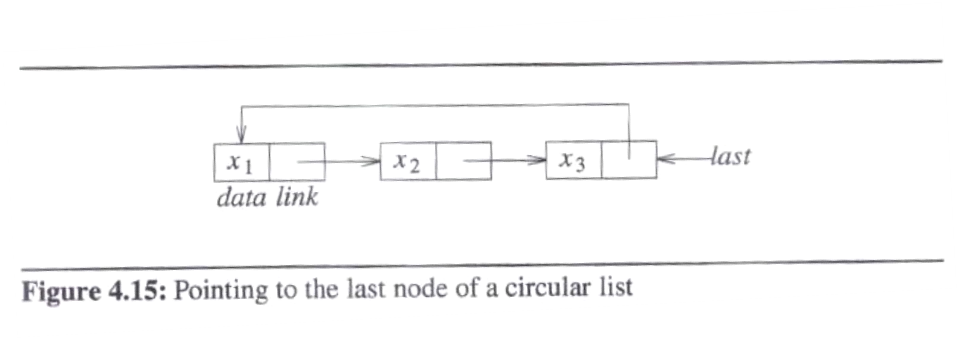 x1 x2 x3 last
data link
Figure 4.15: Pointing to the last node of a circular list